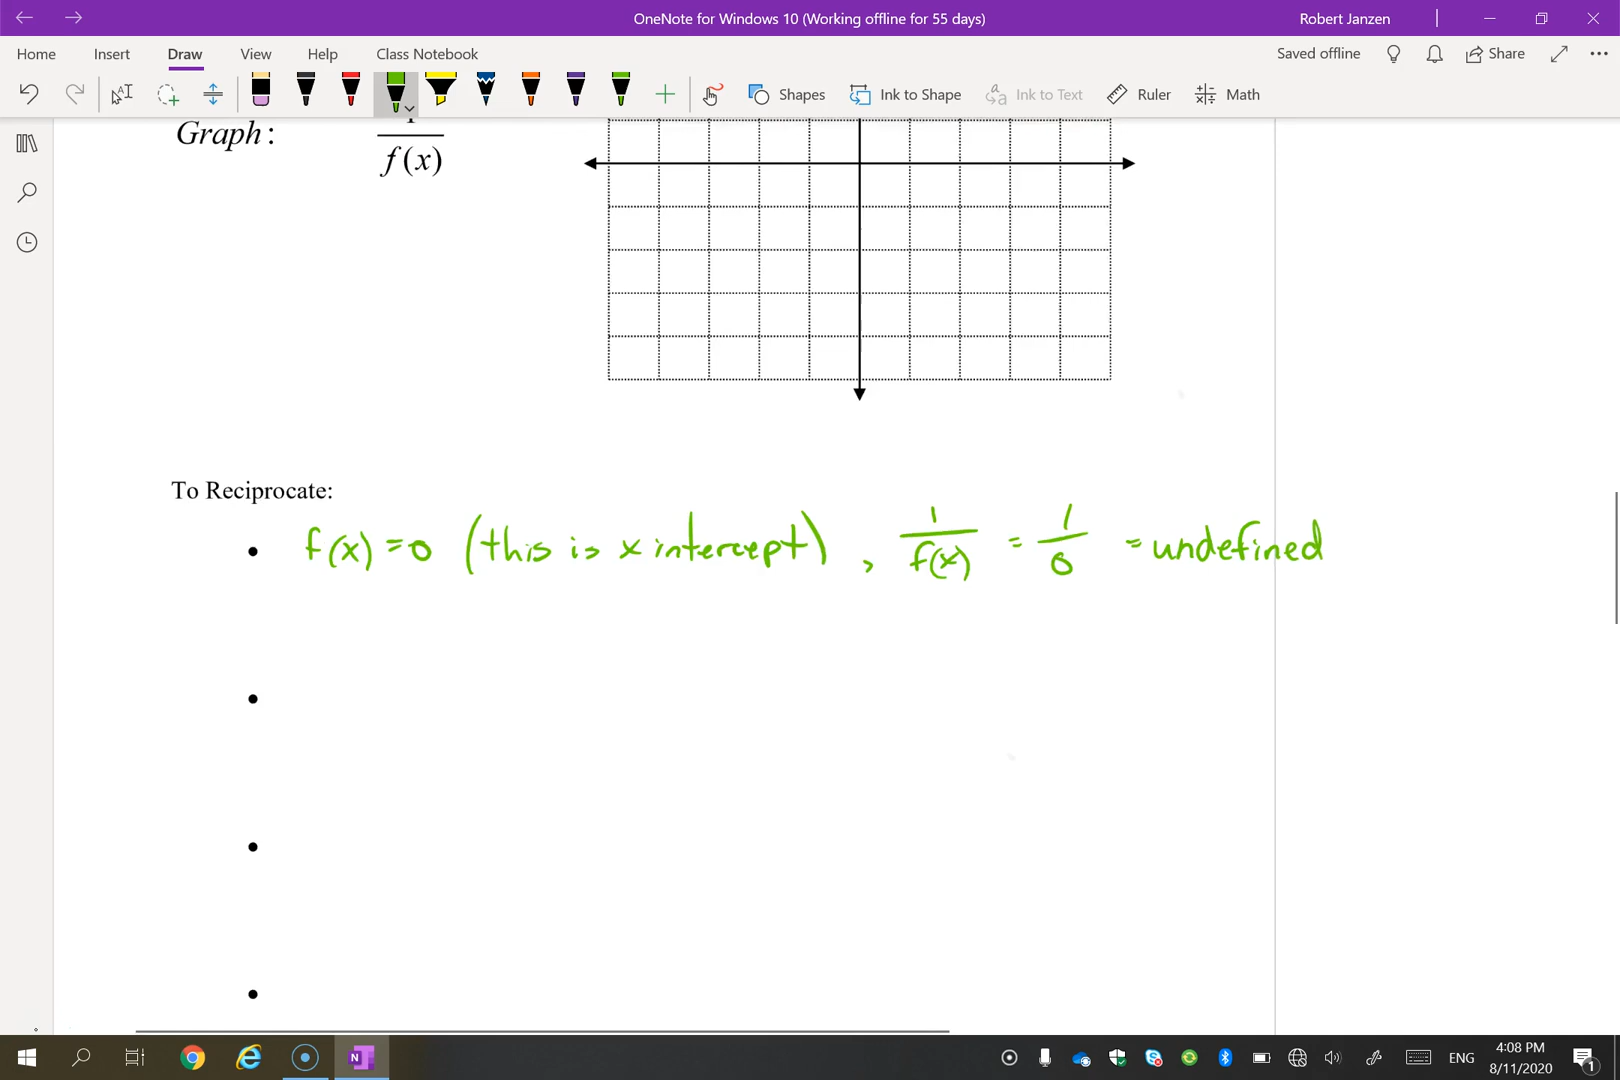 OneNote for Windows 10 (Working offline for 55 days)
Robert Janzen
Home Insert Draw View Help Class Notebook
Saved offline
Share
Shapes Ink to Shape Ink to Text Ruler Math
Graph: 
f(x)
To Reciprocate:
• f(x) = 0 (this is x intercept) , 1/f(x) = 1/0 = undefined
•
•
•
ENG
4:08 PM
8/11/2020
1